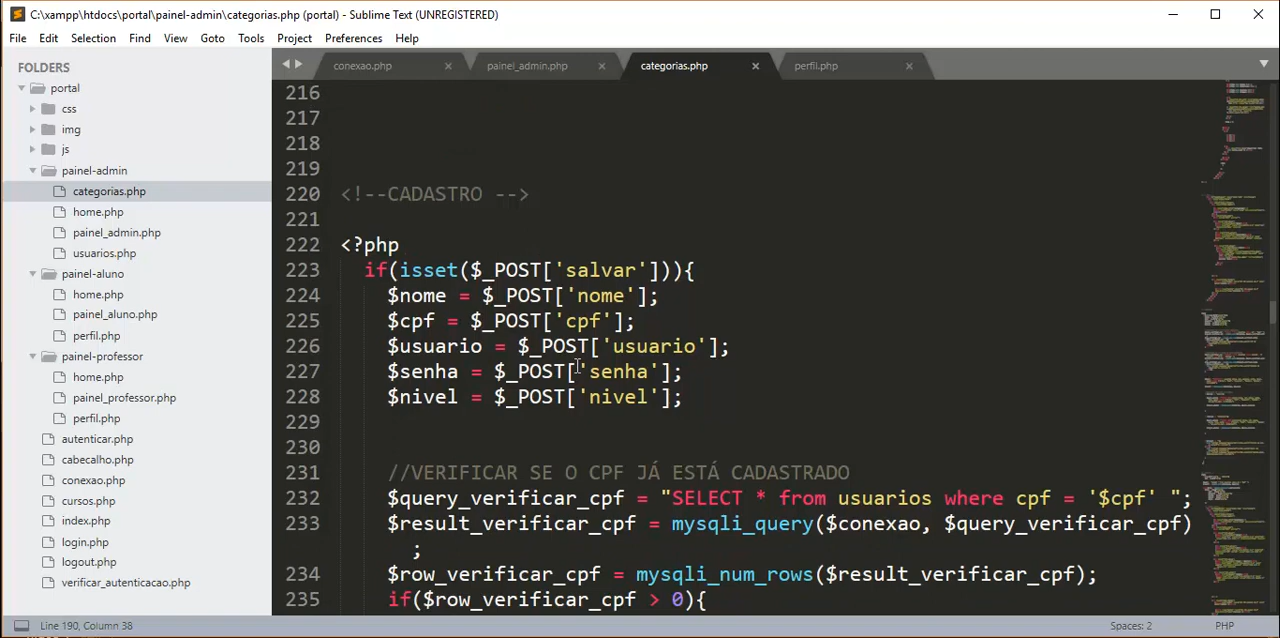 C:\xampp\htdocs\portal\painel-admin\categorias.php (portal) - Sublime Text (UNREGISTERED)
File Edit Selection Find View Goto Tools Project Preferences Help
FOLDERS
portal
css
img
js
painel-admin
categorias.php
home.php
painel_admin.php
usuarios.php
painel-aluno
home.php
painel_aluno.php
perfil.php
painel-professor
home.php
painel_professor.php
perfil.php
autenticar.php
cabecalho.php
conexao.php
cursos.php
index.php
login.php
logout.php
verificar_autenticacao.php
conexao.php painel_admin.php categorias.php perfil.php
216
217
218
219
220 <!--CADASTRO -->
221
222 <?php
223 if(isset($_POST['salvar'])){
224 $nome = $_POST['nome'];
225 $cpf = $_POST['cpf'];
226 $usuario = $_POST['usuario'];
227 $senha = $_POST['senha'];
228 $nivel = $_POST['nivel'];
229
230
231 //VERIFICAR SE O CPF JÁ ESTÁ CADASTRADO
232 $query_verificar_cpf = "SELECT * from usuarios where cpf = '$cpf' ";
233 $result_verificar_cpf = mysqli_query($conexao, $query_verificar_cpf)
;
234 $row_verificar_cpf = mysqli_num_rows($result_verificar_cpf);
235 if($row_verificar_cpf > 0){
Line 190, Column 38 Spaces: 2 PHP